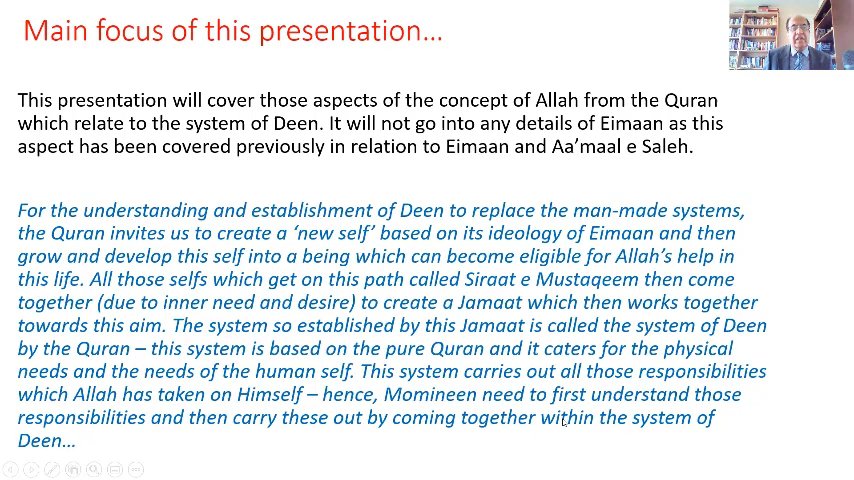 Main focus of this presentation...
This presentation will cover those aspects of the concept of Allah from the Quran
which relate to the system of Deen. It will not go into any details of Eimaan as this
aspect has been covered previously in relation to Eimaan and Aa’maal e Saleh.
For the understanding and establishment of Deen to replace the man-made systems,
the Quran invites us to create a ‘new self’ based on its ideology of Eimaan and then
grow and develop this self into a being which can become eligible for Allah’s help in
this life. All those selfs which get on this path called Siraat e Mustaqeem then come
together (due to inner need and desire) to create a Jamaat which then works together
towards this aim. The system so established by this Jamaat is called the system of Deen
by the Quran – this system is based on the pure Quran and it caters for the physical
needs and the needs of the human self. This system carries out all those responsibilities
which Allah has taken on Himself – hence, Momineen need to first understand those
responsibilities and then carry these out by coming together within the system of
Deen...